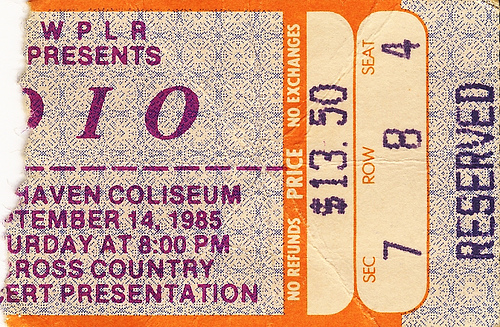 WPLR
PRESENTS
DIO
HAVEN COLISEUM
TEMBER 14, 1985
URDAY AT 8:00 PM
ROSS COUNTRY
ERT PRESENTATION
NO REFUNDS PRICE NO EXCHANGES
$13.50
SEC ROW SEAT
7 8 4
RESERVED